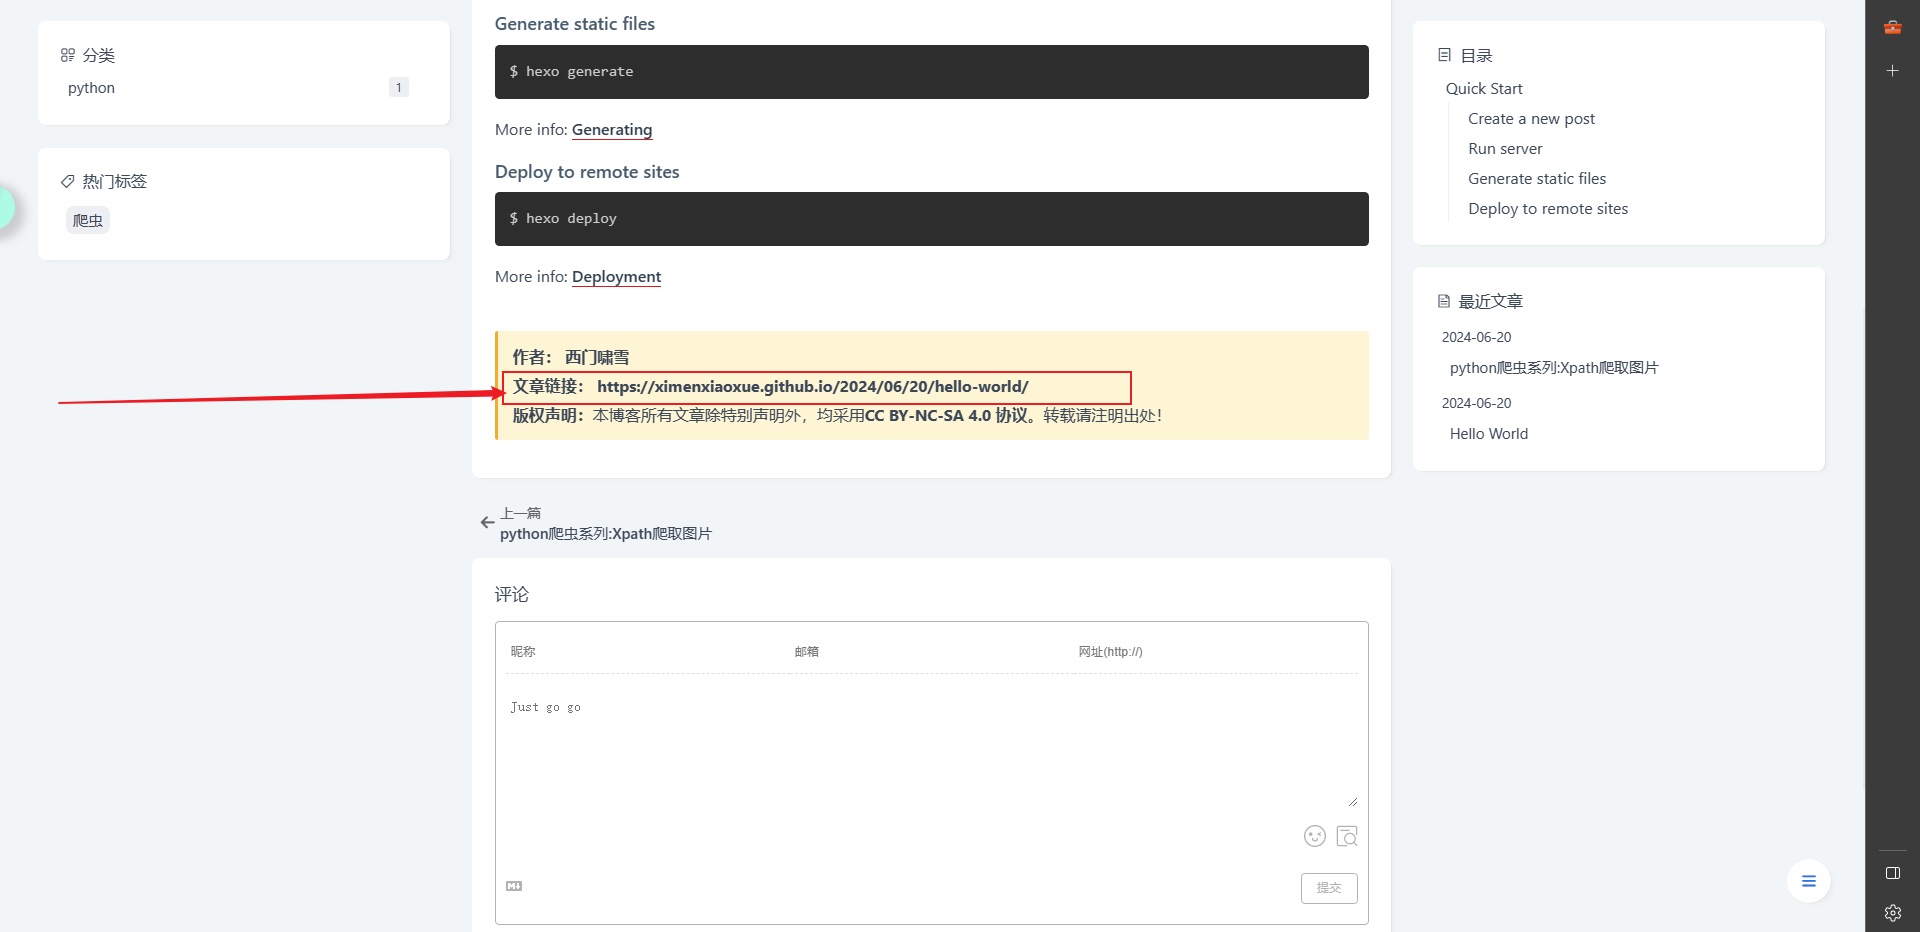 分类
python
1
热门标签
爬虫
Generate static files
$ hexo generate
More info: Generating
Deploy to remote sites
$ hexo deploy
More info: Deployment
作者： 西门啸雪
文章链接： https://ximenxiaoxue.github.io/2024/06/20/hello-world/
版权声明：本博客所有文章除特别声明外，均采用CC BY-NC-SA 4.0 协议。转载请注明出处！
上一篇
python爬虫系列:Xpath爬取图片
评论
昵称
邮箱
网址(http://)
Just go go
提交
目录
Quick Start
Create a new post
Run server
Generate static files
Deploy to remote sites
最近文章
2024-06-20
python爬虫系列:Xpath爬取图片
2024-06-20
Hello World